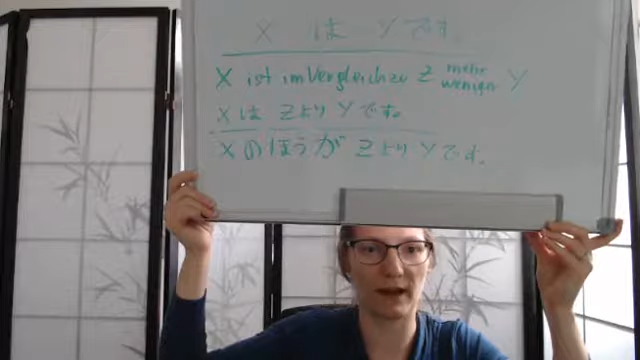 X は Y です。
X ist im Vergleich zu Z mehr weniger Y
X は Z より Y です。
X のほうが Z より Y です。